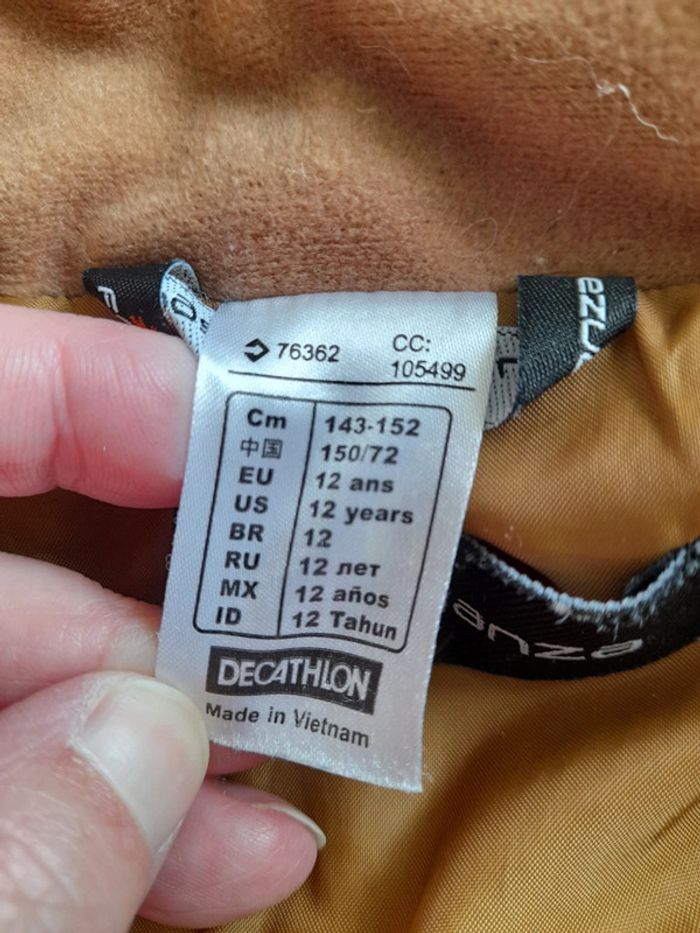 76362 CC:
105499
Cm 143-152
中国 150/72
EU 12 ans
US 12 years
BR 12
RU 12 лет
MX 12 años
ID 12 Tahun
DECATHLON
Made in Vietnam
anza